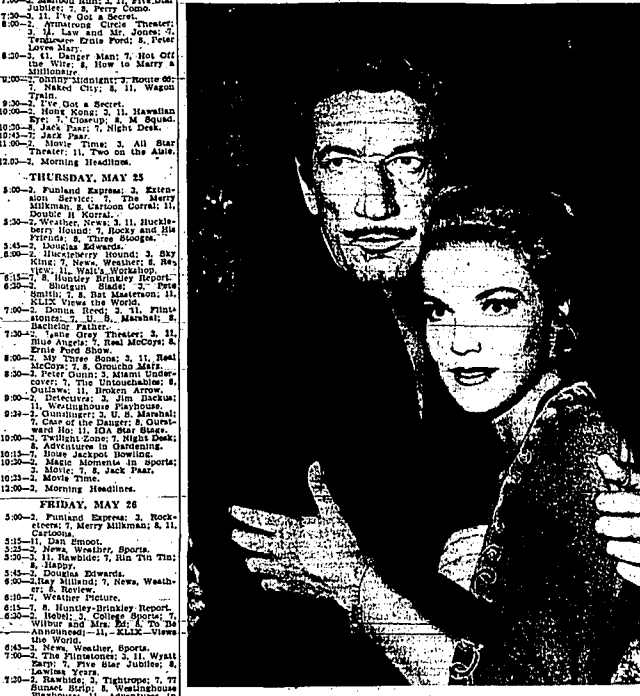 Jubilee; 7, 8, Perry Como.
7:30—3, 11, I've Got a Secret.
8:00—2, Armstrong Circle Theater;
3, 11, Law and Mr. Jones; 7,
Tennessee Ernie Ford; 8, Peter
Loves Mary.
8:30—3, 11, Danger Man; 7, Hot Off
the Wire; 8, How to Marry a
Millionaire.
9:00—2, Johnny Midnight; 3, Route 66;
7, Naked City; 8, 11, Wagon
Train.
9:30—2, I've Got a Secret.
10:00—2, Hong Kong; 3, 11, Hawaiian
Eye; 7, Closeup; 8, M Squad.
10:30—8, Jack Paar; 7, Night Desk.
10:45—7, Jack Paar.
11:00—2, Movie Time; 3, All Star
Theater; 11, Two on the Aisle.
12:00—2, Morning Headlines.
THURSDAY, MAY 25
5:00—2, Funland Express; 3, Exten-
sion Service; 7, The Merry
Milkman, 8, Cartoon Corral; 11,
Double H Korral.
5:30—2, Weather, News; 3, 11, Huckle-
berry Hound; 7, Rocky and His
Friends; 8, Three Stooges.
5:45—2, Douglas Edwards.
6:00—2, Huckleberry Hound; 3, Sky
King; 7, News, Weather; 8, Re-
view; 11, Walt's Workshop.
6:15—7, 8, Huntley Brinkley Report.
6:30—2, Shotgun Slade; 3, Pete
Smith; 7, 8, Bat Masterson; 11,
KLIX Views the World.
7:00—2, Donna Reed; 3, 11, Flint-
stones; 7, U. S. Marshal; 8,
Bachelor Father.
7:30—2, Zane Grey Theater; 3, 11,
Blue Angels; 7, Real McCoys; 8,
Ernie Ford Show.
8:00—2, My Three Sons; 3, 11, Real
McCoys; 7, 8, Groucho Marx.
8:30—2, Peter Gunn; 3, Miami Under-
cover; 7, The Untouchables; 8,
Outlaws; 11, Broken Arrow.
9:00—2, Detectives; 3, Jim Backus;
11, Westinghouse Playhouse.
9:30—2, Gunslinger; 3, U. S. Marshal;
7, Case of the Danger; 8, Guest-
ward Ho; 11, IGA Star Stage.
10:00—3, Twilight Zone; 7, Night Desk;
8, Adventures in Gardening.
10:15—7, Boise Jackpot Bowling.
10:20—2, Magic Moments in Sports;
3, Movie; 7, 8, Jack Paar.
10:25—2, Movie Time.
12:00—2, Morning Headlines.
FRIDAY, MAY 26
5:00—2, Funland Express; 3, Rock-
eteers; 7, Merry Milkman; 8, 11,
Cartoons.
5:15—11, Dan Smoot.
5:25—2, News, Weather, Sports.
5:30—3, 11, Rawhide; 7, Rin Tin Tin;
8, Happy.
5:45—2, Douglas Edwards.
6:00—2, Ray Milland; 7, News, Weath-
er; 8, Review.
6:10—7, Weather Picture.
6:15—7, 8, Huntley-Brinkley Report.
6:30—2, Rebel; 3, College Sports; 7,
Wilbur and Mrs. Ed; 8, To Be
Announced; 11, KLIX Views
the World.
6:45—3, News, Weather, Sports.
7:00—2, The Flintstones; 3, 11, Wyatt
Earp; 7, Five Star Jubilee; 8,
Lawless Years.
7:30—2, Rawhide; 3, Tightrope; 7, 77
Sunset Strip; 8, Westinghouse